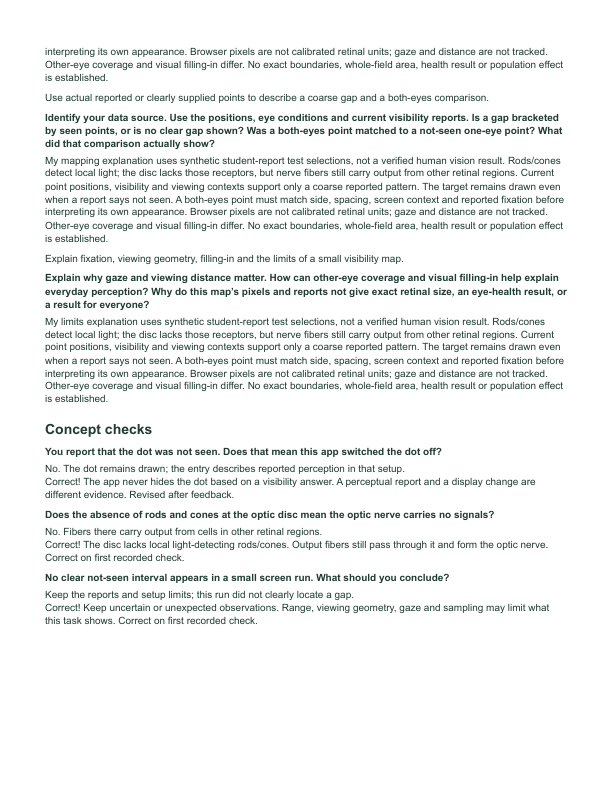 interpreting its own appearance. Browser pixels are not calibrated retinal units; gaze and distance are not tracked.
Other-eye coverage and visual filling-in differ. No exact boundaries, whole-field area, health result or population effect
is established.
Use actual reported or clearly supplied points to describe a coarse gap and a both-eyes comparison.
Identify your data source. Use the positions, eye conditions and current visibility reports. Is a gap bracketed
by seen points, or is no clear gap shown? Was a both-eyes point matched to a not-seen one-eye point? What
did that comparison actually show?
My mapping explanation uses synthetic student-report test selections, not a verified human vision result. Rods/cones
detect local light; the disc lacks those receptors, but nerve fibers still carry output from other retinal regions. Current
point positions, visibility and viewing contexts support only a coarse reported pattern. The target remains drawn even
when a report says not seen. A both-eyes point must match side, spacing, screen context and reported fixation before
interpreting its own appearance. Browser pixels are not calibrated retinal units; gaze and distance are not tracked.
Other-eye coverage and visual filling-in differ. No exact boundaries, whole-field area, health result or population effect
is established.
Explain fixation, viewing geometry, filling-in and the limits of a small visibility map.
Explain why gaze and viewing distance matter. How can other-eye coverage and visual filling-in help explain
everyday perception? Why do this map's pixels and reports not give exact retinal size, an eye-health result, or
a result for everyone?
My limits explanation uses synthetic student-report test selections, not a verified human vision result. Rods/cones
detect local light; the disc lacks those receptors, but nerve fibers still carry output from other retinal regions. Current
point positions, visibility and viewing contexts support only a coarse reported pattern. The target remains drawn even
when a report says not seen. A both-eyes point must match side, spacing, screen context and reported fixation before
interpreting its own appearance. Browser pixels are not calibrated retinal units; gaze and distance are not tracked.
Other-eye coverage and visual filling-in differ. No exact boundaries, whole-field area, health result or population effect
is established.
Concept checks
You report that the dot was not seen. Does that mean this app switched the dot off?
No. The dot remains drawn; the entry describes reported perception in that setup.
Correct! The app never hides the dot based on a visibility answer. A perceptual report and a display change are
different evidence. Revised after feedback.
Does the absence of rods and cones at the optic disc mean the optic nerve carries no signals?
No. Fibers there carry output from cells in other retinal regions.
Correct! The disc lacks local light-detecting rods/cones. Output fibers still pass through it and form the optic nerve.
Correct on first recorded check.
No clear not-seen interval appears in a small screen run. What should you conclude?
Keep the reports and setup limits; this run did not clearly locate a gap.
Correct! Keep uncertain or unexpected observations. Range, viewing geometry, gaze and sampling may limit what
this task shows. Correct on first recorded check.